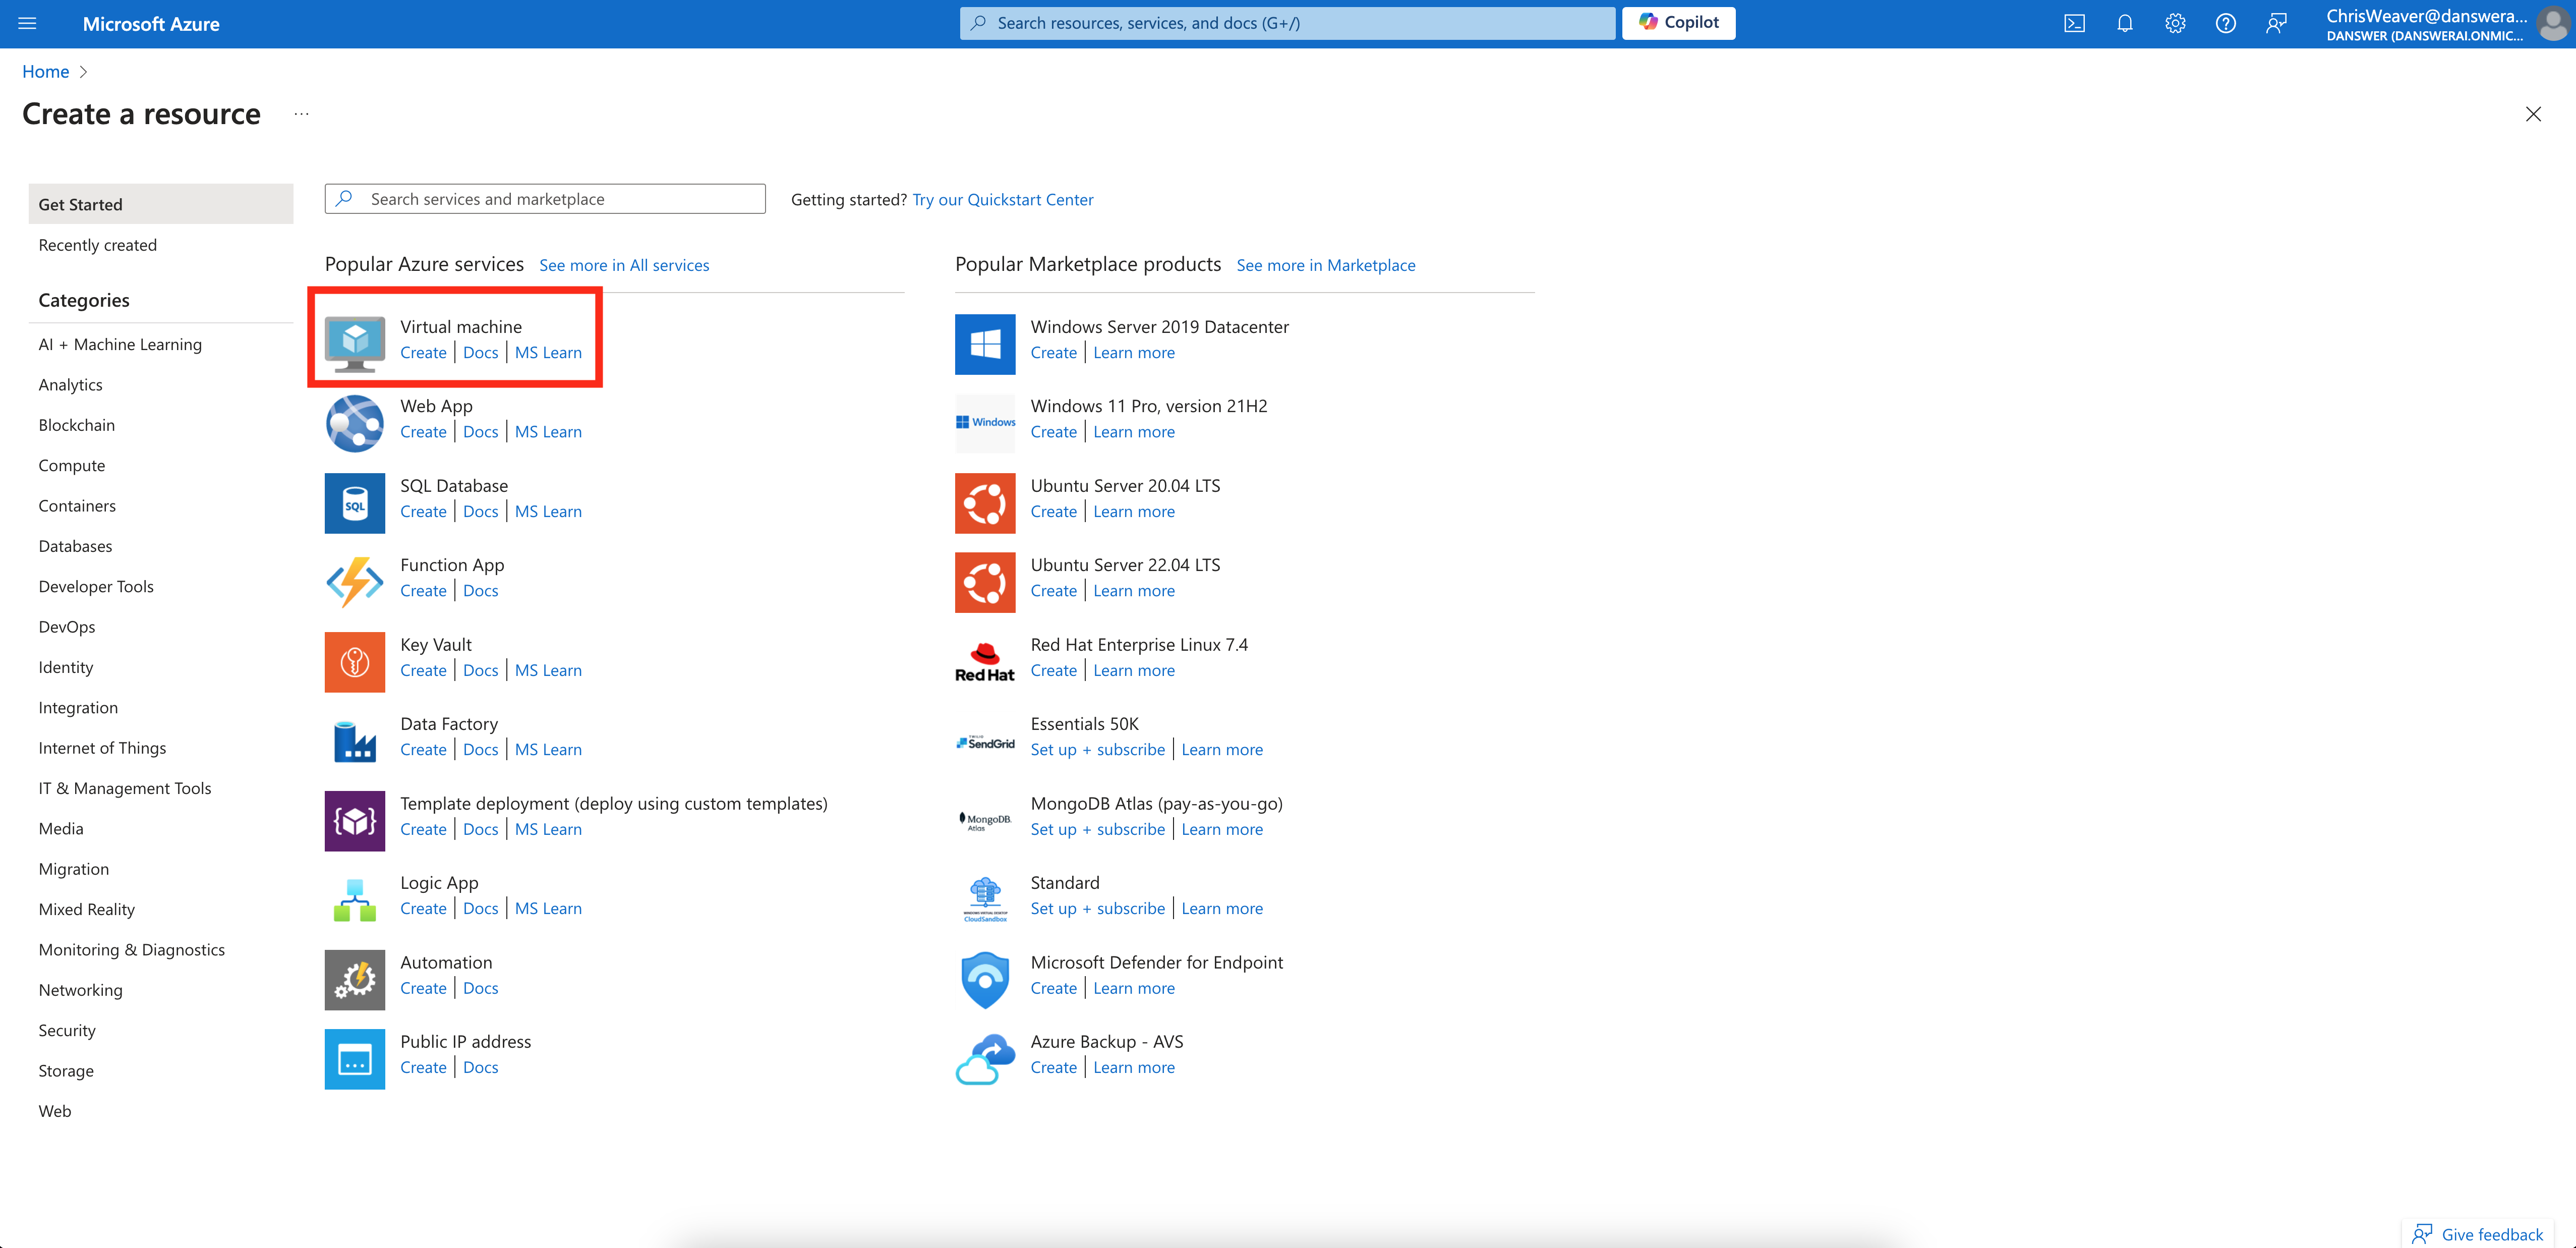 Microsoft Azure
Search resources, services, and docs (G+/)
Copilot
ChrisWeaver@danswera...
DANSWER (DANSWERAI.ONMIC...
Home
Create a resource
...
Get Started
Recently created
Categories
AI + Machine Learning
Analytics
Blockchain
Compute
Containers
Databases
Developer Tools
DevOps
Identity
Integration
Internet of Things
IT & Management Tools
Media
Migration
Mixed Reality
Monitoring & Diagnostics
Networking
Security
Storage
Web
Search services and marketplace
Getting started? Try our Quickstart Center
Popular Azure services See more in All services
Virtual machine
Create | Docs | MS Learn
Web App
Create | Docs | MS Learn
SQL
SQL Database
Create | Docs | MS Learn
Function App
Create | Docs
Key Vault
Create | Docs | MS Learn
Data Factory
Create | Docs | MS Learn
Template deployment (deploy using custom templates)
Create | Docs | MS Learn
Logic App
Create | Docs | MS Learn
Automation
Create | Docs
Public IP address
Create | Docs
Popular Marketplace products See more in Marketplace
Windows Server 2019 Datacenter
Create | Learn more
Windows
Windows 11 Pro, version 21H2
Create | Learn more
Ubuntu Server 20.04 LTS
Create | Learn more
Ubuntu Server 22.04 LTS
Create | Learn more
Red Hat
Red Hat Enterprise Linux 7.4
Create | Learn more
TWILIO
SendGrid
Essentials 50K
Set up + subscribe | Learn more
MongoDB.
Atlas
MongoDB Atlas (pay-as-you-go)
Set up + subscribe | Learn more
WINDOWS VIRTUAL DESKTOP
CloudSandbox
Standard
Set up + subscribe | Learn more
Microsoft Defender for Endpoint
Create | Learn more
Azure Backup - AVS
Create | Learn more
Give feedback